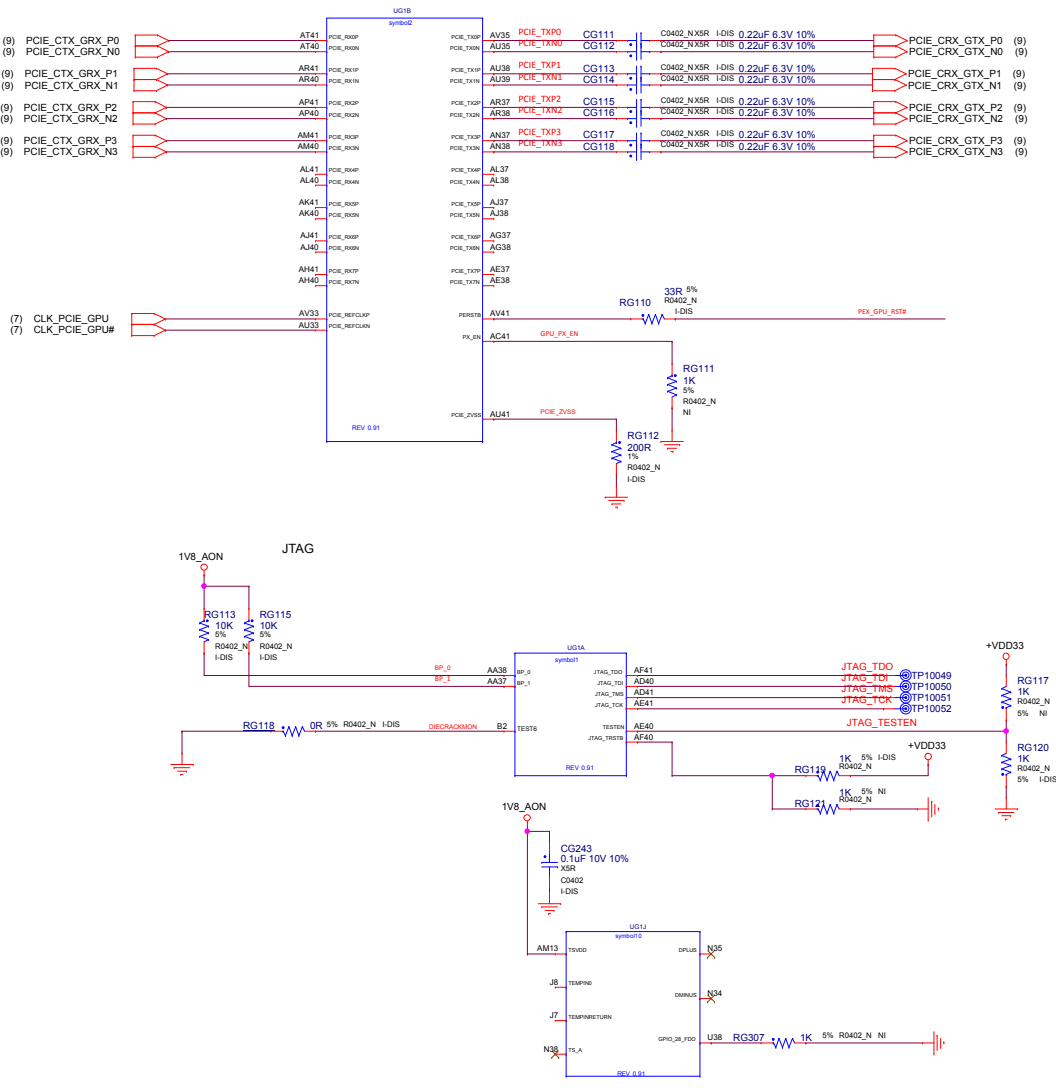 UG1B
symbol2
(9) PCIE_CTX_GRX_P0 AT41 PCIE_RX0P PCIE_TX0P AV35 PCIE_TXP0 CG111 C0402_NX5R I-DIS 0.22uF 6.3V 10% PCIE_CRX_GTX_P0 (9)
(9) PCIE_CTX_GRX_N0 AT40 PCIE_RX0N PCIE_TX0N AU35 PCIE_TXN0 CG112 C0402_NX5R I-DIS 0.22uF 6.3V 10% PCIE_CRX_GTX_N0 (9)
(9) PCIE_CTX_GRX_P1 AR41 PCIE_RX1P PCIE_TX1P AU38 PCIE_TXP1 CG113 C0402_NX5R I-DIS 0.22uF 6.3V 10% PCIE_CRX_GTX_P1 (9)
(9) PCIE_CTX_GRX_N1 AR40 PCIE_RX1N PCIE_TX1N AU39 PCIE_TXN1 CG114 C0402_NX5R I-DIS 0.22uF 6.3V 10% PCIE_CRX_GTX_N1 (9)
(9) PCIE_CTX_GRX_P2 AP41 PCIE_RX2P PCIE_TX2P AR37 PCIE_TXP2 CG115 C0402_NX5R I-DIS 0.22uF 6.3V 10% PCIE_CRX_GTX_P2 (9)
(9) PCIE_CTX_GRX_N2 AP40 PCIE_RX2N PCIE_TX2N AR38 PCIE_TXN2 CG116 C0402_NX5R I-DIS 0.22uF 6.3V 10% PCIE_CRX_GTX_N2 (9)
(9) PCIE_CTX_GRX_P3 AM41 PCIE_RX3P PCIE_TX3P AN37 PCIE_TXP3 CG117 C0402_NX5R I-DIS 0.22uF 6.3V 10% PCIE_CRX_GTX_P3 (9)
(9) PCIE_CTX_GRX_N3 AM40 PCIE_RX3N PCIE_TX3N AN38 PCIE_TXN3 CG118 C0402_NX5R I-DIS 0.22uF 6.3V 10% PCIE_CRX_GTX_N3 (9)
AL41 PCIE_RX4P PCIE_TX4P AL37
AL40 PCIE_RX4N PCIE_TX4N AL38
AK41 PCIE_RX5P PCIE_TX5P AJ37
AK40 PCIE_RX5N PCIE_TX5N AJ38
AJ41 PCIE_RX6P PCIE_TX6P AG37
AJ40 PCIE_RX6N PCIE_TX6N AG38
AH41 PCIE_RX7P PCIE_TX7P AE37
AH40 PCIE_RX7N PCIE_TX7N AE38
33R 5%
RG110 R0402_N
I-DIS
(7) CLK_PCIE_GPU AV33 PCIE_REFCLKP PERSTB AV41 PEX_GPU_RST#
(7) CLK_PCIE_GPU# AU33 PCIE_REFCLKN
PX_EN AC41 GPU_PX_EN
RG111
1K
5%
R0402_N
NI
PCIE_ZVSS AU41 PCIE_ZVSS
REV 0.91
RG112
200R
1%
R0402_N
I-DIS
JTAG
1V8_AON
RG113 RG115
10K 10K
5% 5%
R0402_N R0402_N
I-DIS I-DIS
UG1A
symbol1
BP_0 AA38 BP_0 JTAG_TDO AF41 JTAG_TDO TP10049
BP_1 AA37 BP_1 JTAG_TDI AD40 JTAG_TDI TP10050
JTAG_TMS AD41 JTAG_TMS TP10051
JTAG_TCK AE41 JTAG_TCK TP10052
RG118 0R 5% R0402_N I-DIS DIECRACKMON B2 TEST6 TESTEN AE40 JTAG_TESTEN
JTAG_TRSTB AF40
REV 0.91
+VDD33
RG117
1K
R0402_N
5% NI
RG120
1K
R0402_N
5% I-DIS
+VDD33
1K 5% I-DIS
RG119 R0402_N
1K 5% NI
RG121 R0402_N
1V8_AON
CG243
0.1uF 10V 10%
X5R
C0402
I-DIS
UG1J
symbol10
AM13 TSVDD DPLUS N35
J8 TEMPIN0 DMINUS N34
J7 TEMPINRETURN
N38 TS_A GPIO_28_FDO U38 RG307 1K 5% R0402_N NI
REV 0.91